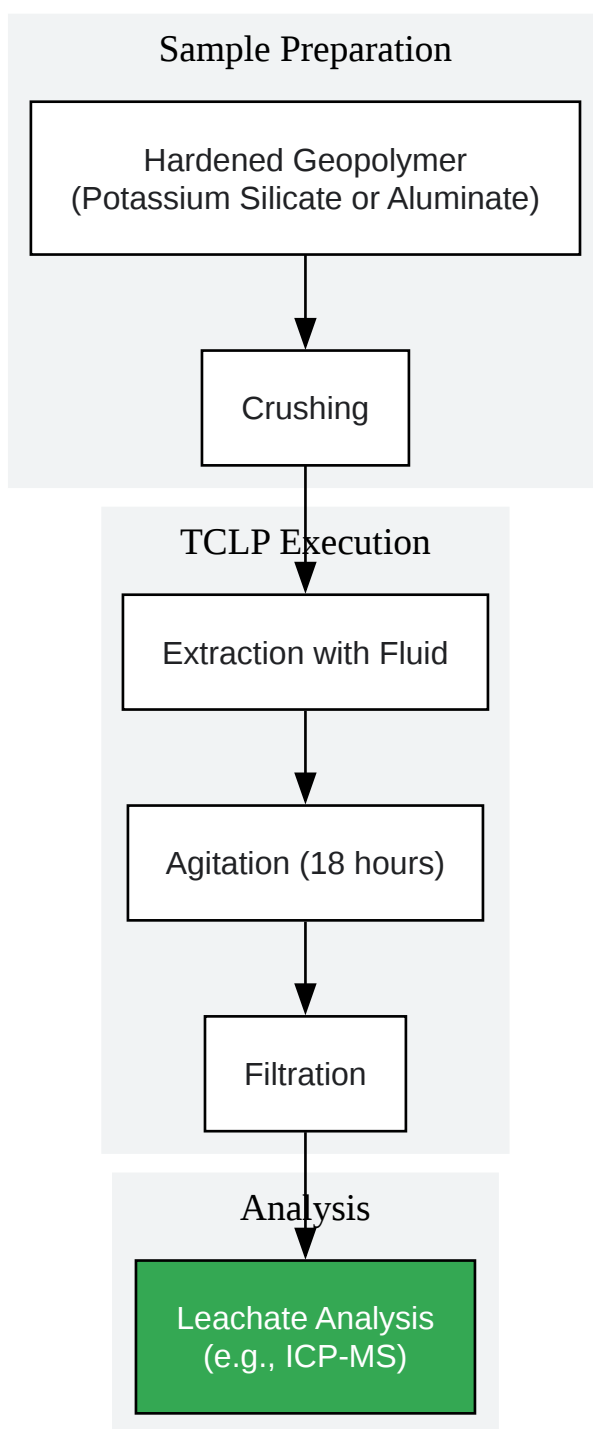 Sample Preparation
Hardened Geopolymer
(Potassium Silicate or Aluminate)
Crushing
TCLP Execution
Extraction with Fluid
Agitation (18 hours)
Filtration
Analysis
Leachate Analysis
(e.g., ICP-MS)